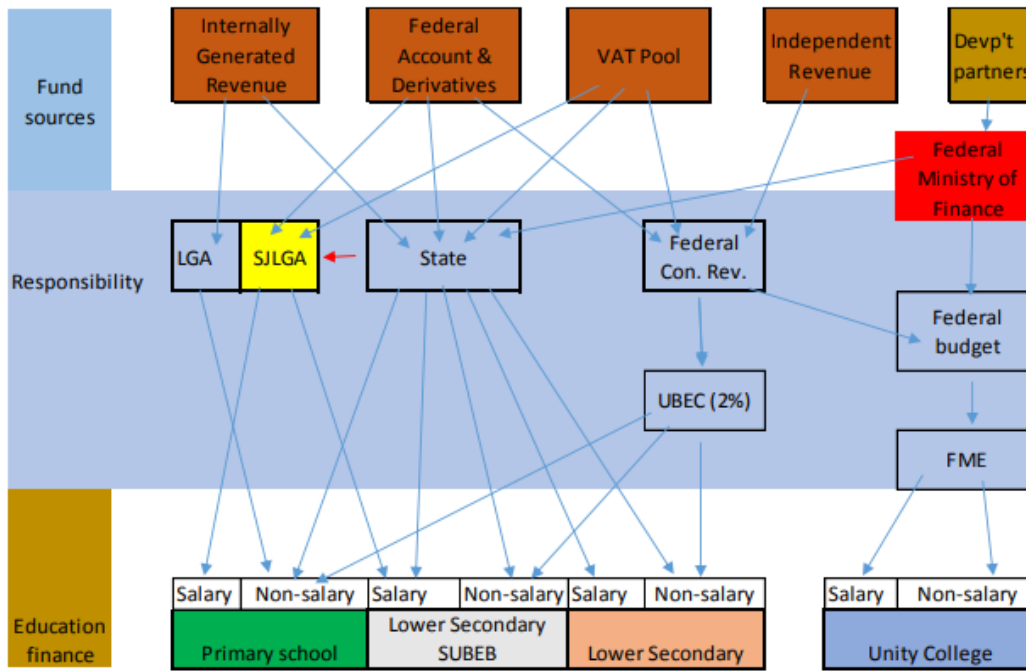 Fund
sources
Internally
Generated
Revenue
Federal
Account &
Derivatives
VAT Pool
Independent
Revenue
Devp't
partners
Federal
Ministry of
Finance
Responsibility
LGA
SJLGA
State
Federal
Con. Rev.
Federal
budget
UBEC (2%)
FME
Education
finance
Salary
Non-salary
Salary
Non-salary
Salary
Non-salary
Salary
Non-salary
Primary school
Lower Secondary
SUBEB
Lower Secondary
Unity College